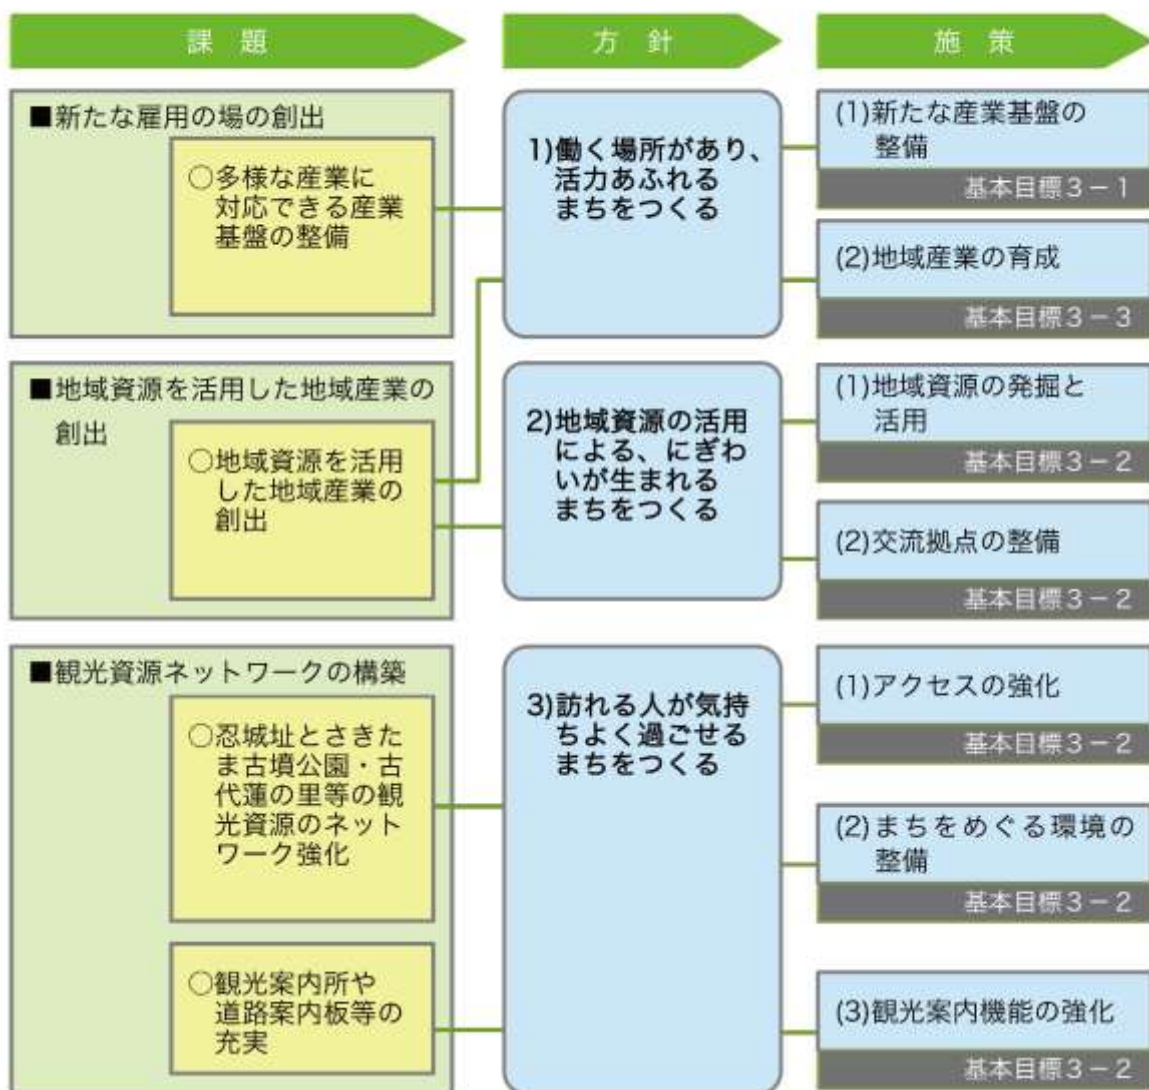 課題
方針
施策
■新たな雇用の場の創出
○多様な産業に
対応できる産業
基盤の整備
1)働く場所があり、
活力あふれる
まちをつくる
(1)新たな産業基盤の
整備
基本目標3－1
(2)地域産業の育成
基本目標3－3
■地域資源を活用した地域産業の
創出
○地域資源を活用
した地域産業の
創出
2)地域資源の活用
による、にぎわ
いが生まれる
まちをつくる
(1)地域資源の発掘と
活用
基本目標3－2
(2)交流拠点の整備
基本目標3－2
■観光資源ネットワークの構築
○忍城址とさきた
ま古墳公園・古
代蓮の里等の観
光資源のネット
ワーク強化
○観光案内所や
道路案内板等の
充実
3)訪れる人が気持
ちよく過ごせる
まちをつくる
(1)アクセスの強化
基本目標3－2
(2)まちをめぐる環境の
整備
基本目標3－2
(3)観光案内機能の強化
基本目標3－2